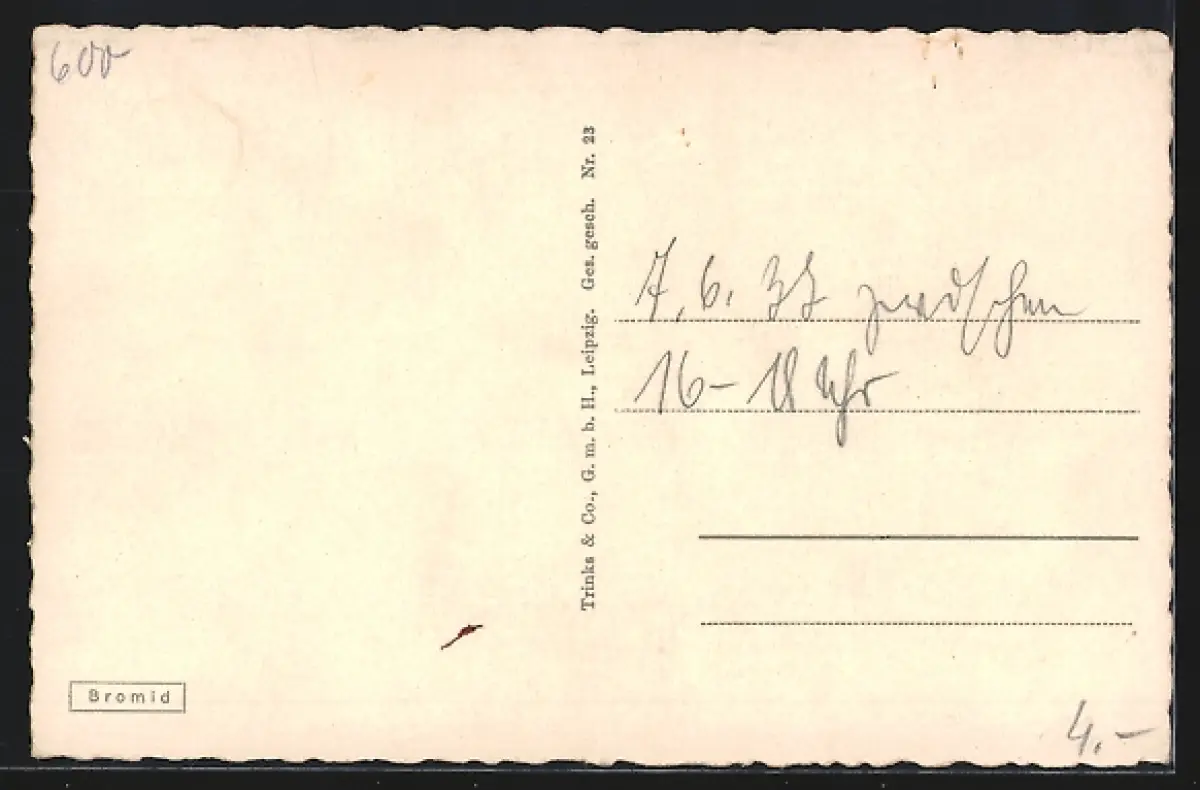 600
Trinks & Co., G. m. b. H., Leipzig. Ges. gesch. Nr. 23
7.6.37 zwischen
16-18 Uhr
Bromid
4.-